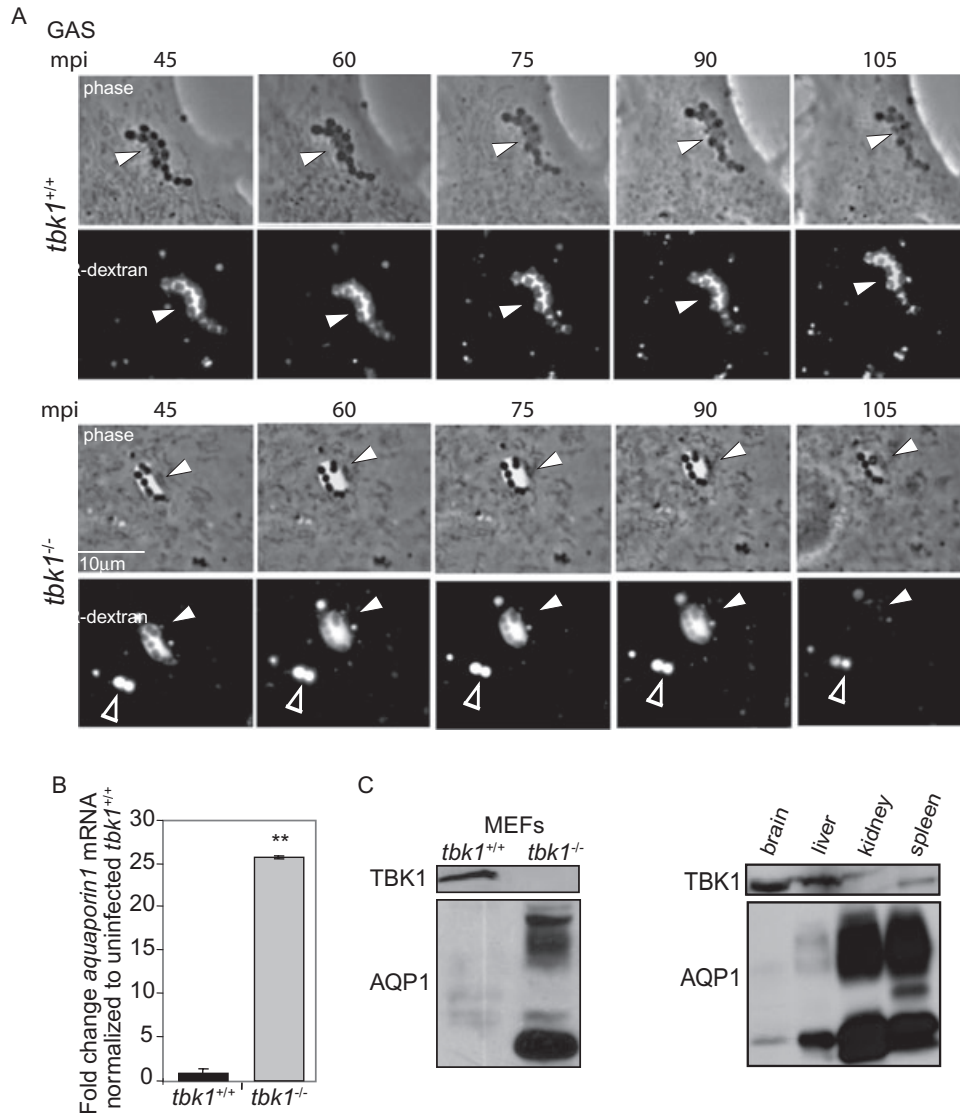 A
GAS
mpi 45 60 75 90 105
phase
tbk1+/+
R-dextran
mpi 45 60 75 90 105
phase
10μm
tbk1-/-
R-dextran
B
Fold change aquaporin1 mRNA
normalized to uninfected tbk1+/+
30
25
20
15
10
5
0
**
tbk1+/+ tbk1-/-
C
MEFs
tbk1+/+ tbk1-/-
TBK1
AQP1
brain liver kidney spleen
TBK1
AQP1